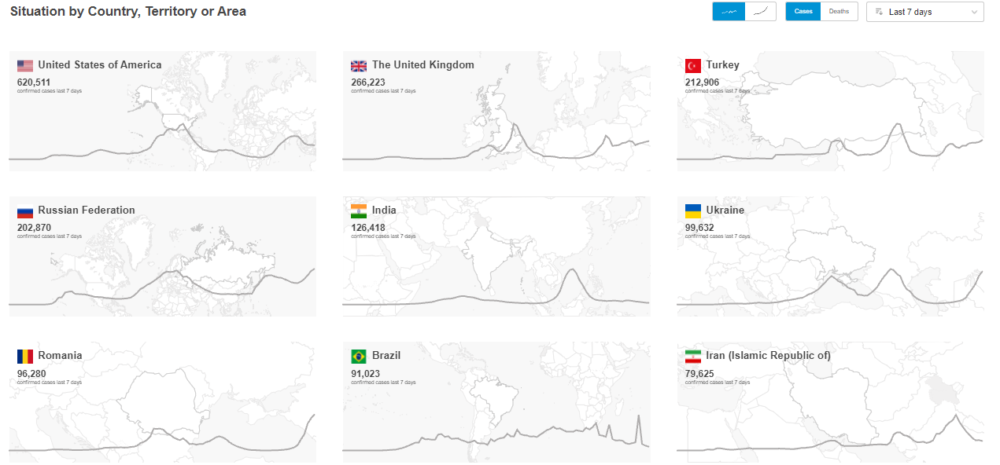 Situation by Country, Territory or Area
Cases
Deaths
Last 7 days
United States of America
620,511
confirmed cases last 7 days
The United Kingdom
266,223
confirmed cases last 7 days
Turkey
212,906
confirmed cases last 7 days
Russian Federation
202,870
confirmed cases last 7 days
India
126,418
confirmed cases last 7 days
Ukraine
99,632
confirmed cases last 7 days
Romania
96,280
confirmed cases last 7 days
Brazil
91,023
confirmed cases last 7 days
Iran (Islamic Republic of)
79,625
confirmed cases last 7 days